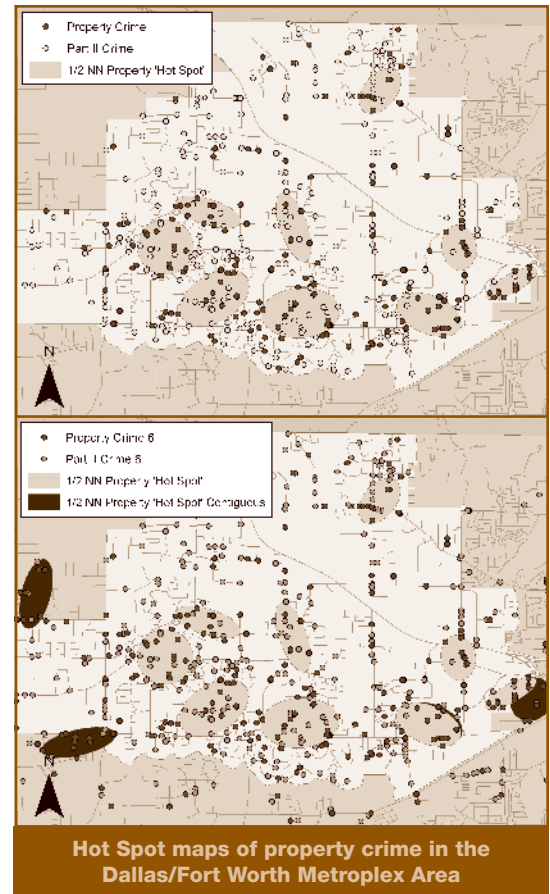 Property Crime
Part II Crime
1/2 NN Property 'Hot Spot'
N
Property Crime 6
Part II Crime 6
1/2 NN Property 'Hot Spot'
1/2 NN Property 'Hot Spot' Contiguous
N
Hot Spot maps of property crime in the
Dallas/Fort Worth Metroplex Area